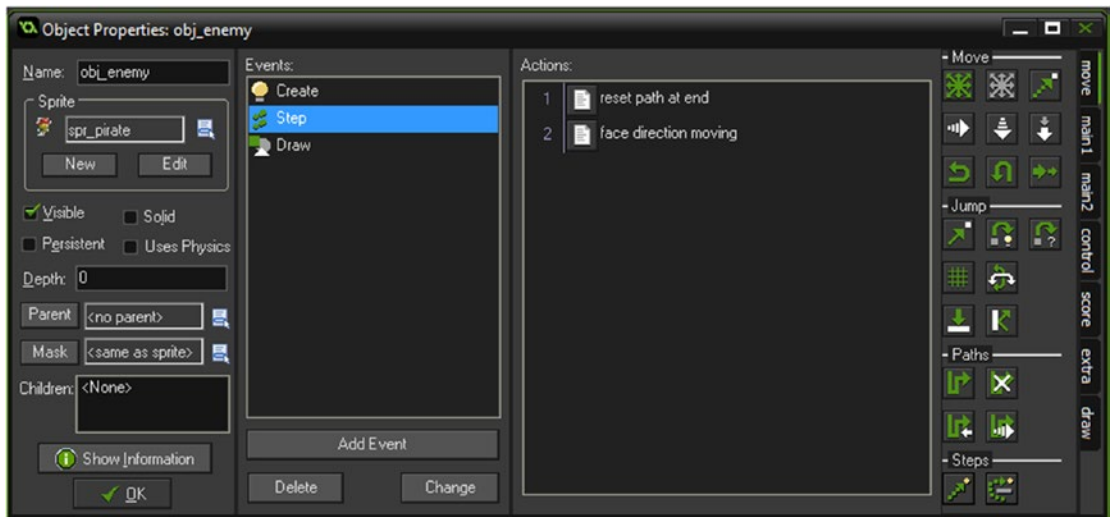 Object Properties: obj_enemy
Name: obj_enemy
Sprite
spr_pirate
New Edit
Visible Solid
Persistent Uses Physics
Depth: 0
Parent <no parent>
Mask <same as sprite>
Children: <None>
Show Information
OK
Events:
Create
Step
Draw
Add Event
Delete Change
Actions:
1 reset path at end
2 face direction moving
Move
Jump
?
Paths
Steps
move
main1
main2
control
score
extra
draw